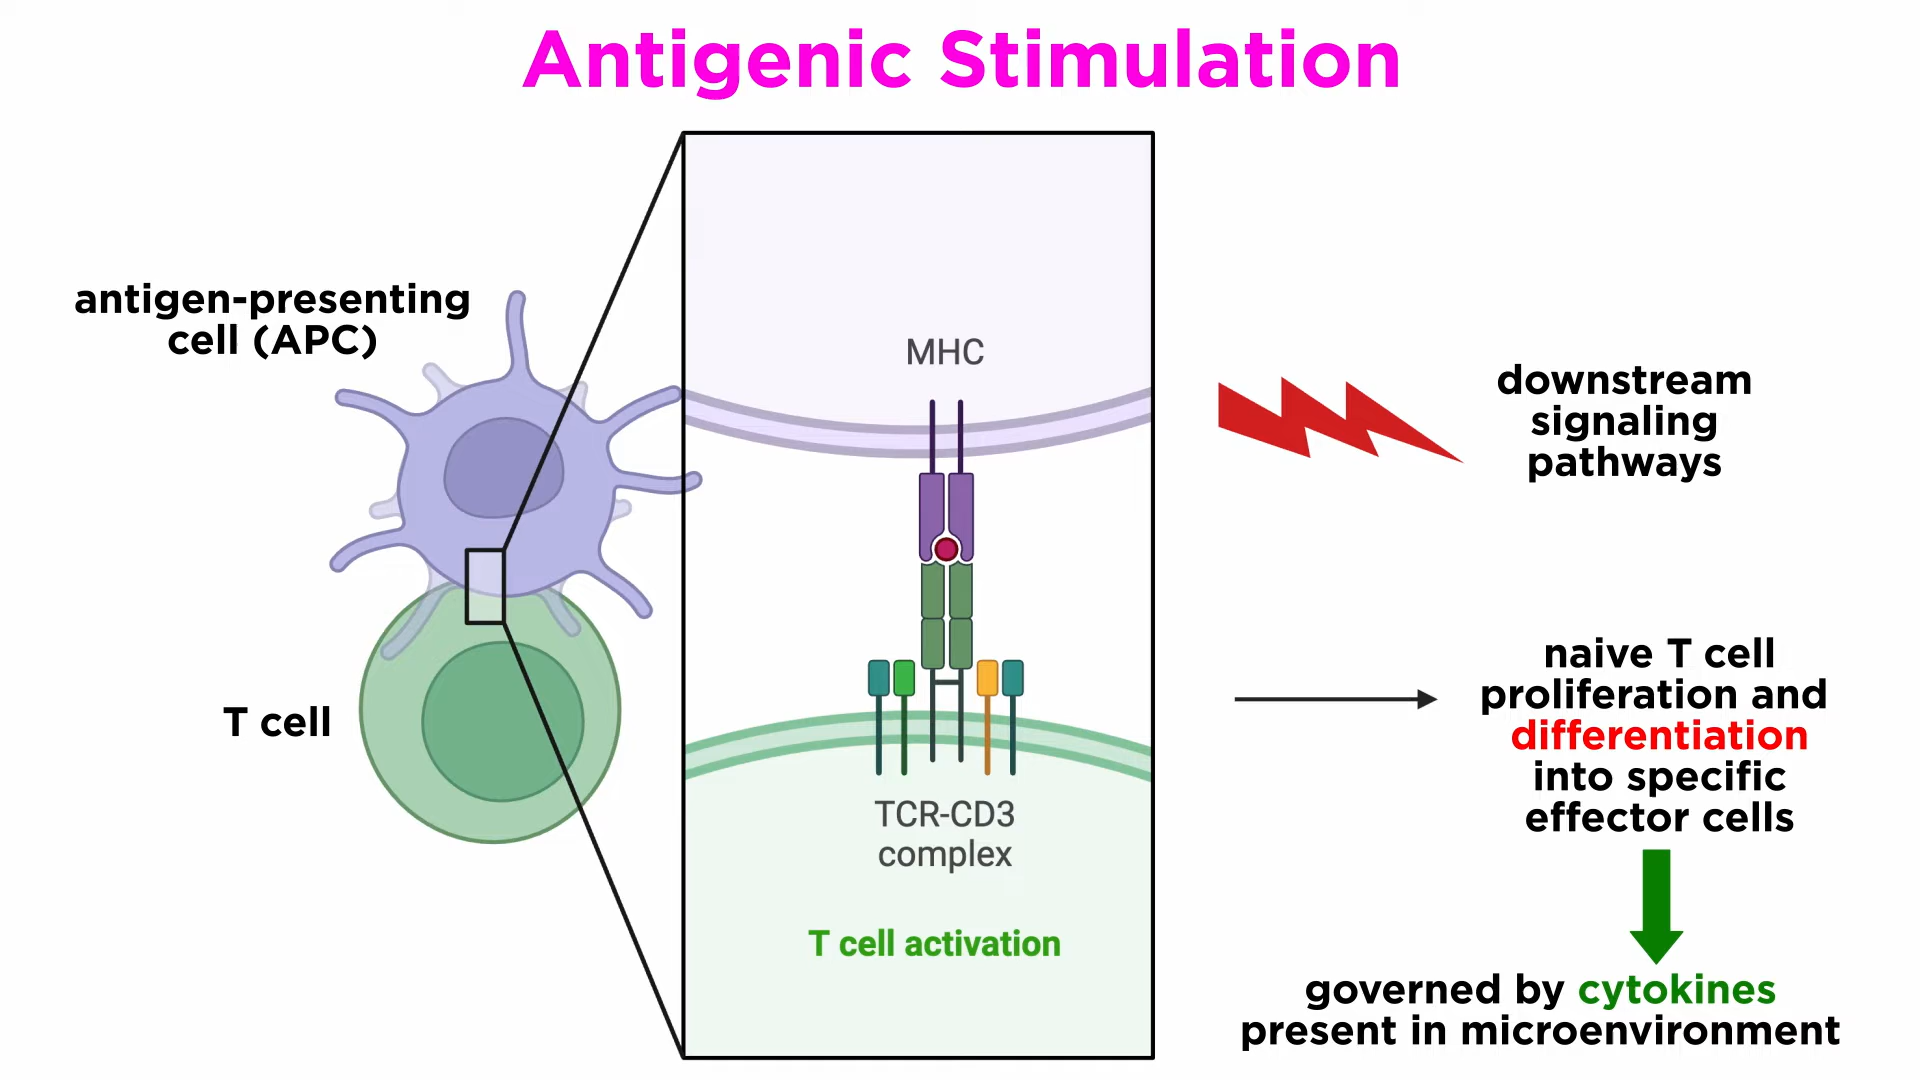 Antigenic Stimulation
antigen-presenting
cell (APC)
T cell
MHC
TCR-CD3
complex
T cell activation
downstream
signaling
pathways
naive T cell
proliferation and
differentiation
into specific
effector cells
governed by cytokines
present in microenvironment